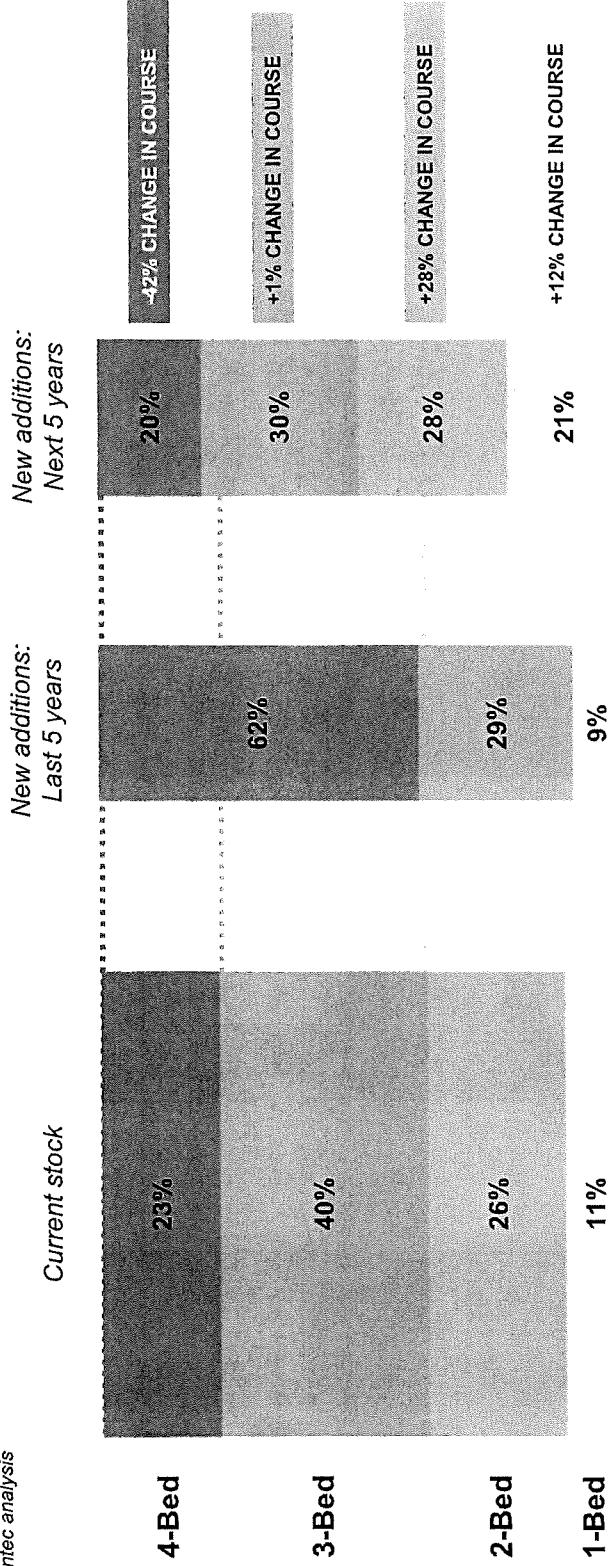 ntec analysis
Current stock
New additions:
Last 5 years
New additions:
Next 5 years
4-Bed
23%
62%
20%
-42% CHANGE IN COURSE
3-Bed
40%
30%
+1% CHANGE IN COURSE
2-Bed
26%
29%
28%
+28% CHANGE IN COURSE
1-Bed
11%
9%
21%
+12% CHANGE IN COURSE